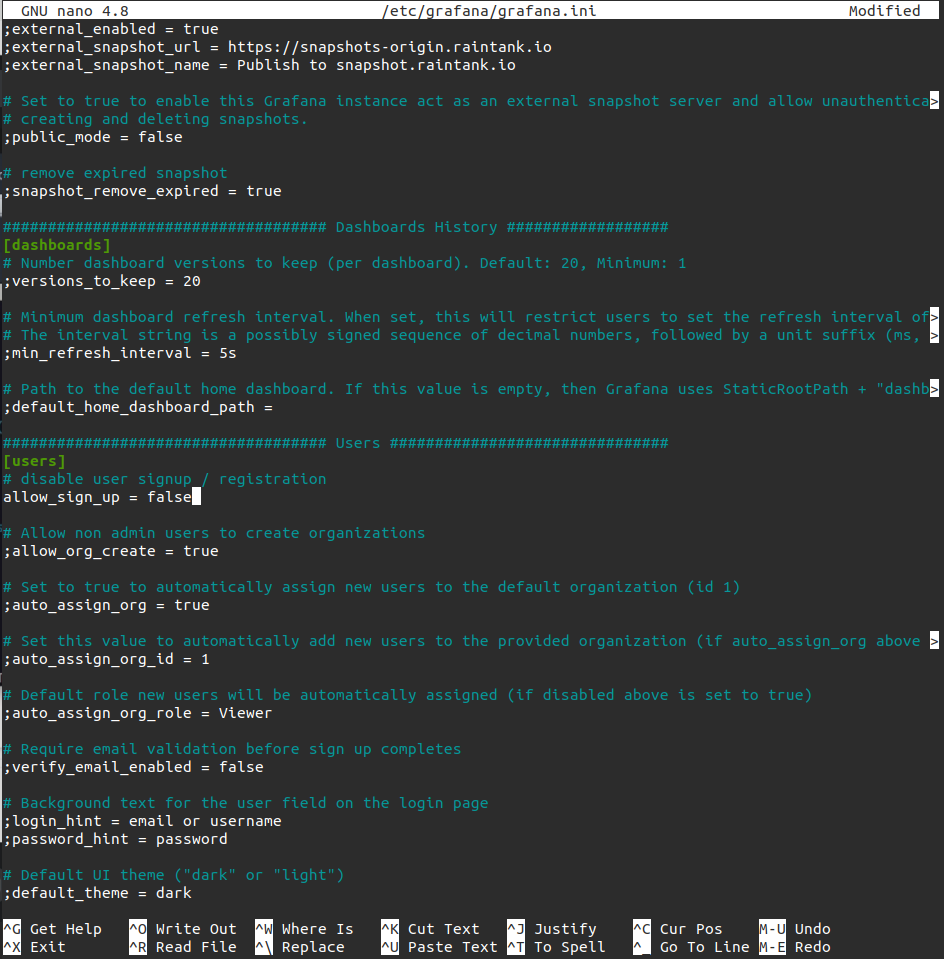 GNU nano 4.8 /etc/grafana/grafana.ini Modified
;external_enabled = true
;external_snapshot_url = https://snapshots-origin.raintank.io
;external_snapshot_name = Publish to snapshot.raintank.io
# Set to true to enable this Grafana instance act as an external snapshot server and allow unauthentica>
# creating and deleting snapshots.
;public_mode = false
# remove expired snapshot
;snapshot_remove_expired = true
#################################### Dashboards History ##################
[dashboards]
# Number dashboard versions to keep (per dashboard). Default: 20, Minimum: 1
;versions_to_keep = 20
# Minimum dashboard refresh interval. When set, this will restrict users to set the refresh interval of>
# The interval string is a possibly signed sequence of decimal numbers, followed by a unit suffix (ms, >
;min_refresh_interval = 5s
# Path to the default home dashboard. If this value is empty, then Grafana uses StaticRootPath + "dashb>
;default_home_dashboard_path =
#################################### Users ###############################
[users]
# disable user signup / registration
allow_sign_up = false
# Allow non admin users to create organizations
;allow_org_create = true
# Set to true to automatically assign new users to the default organization (id 1)
;auto_assign_org = true
# Set this value to automatically add new users to the provided organization (if auto_assign_org above >
;auto_assign_org_id = 1
# Default role new users will be automatically assigned (if disabled above is set to true)
;auto_assign_org_role = Viewer
# Require email validation before sign up completes
;verify_email_enabled = false
# Background text for the user field on the login page
;login_hint = email or username
;password_hint = password
# Default UI theme ("dark" or "light")
;default_theme = dark
^G Get Help ^O Write Out ^W Where Is ^K Cut Text ^J Justify ^C Cur Pos M-U Undo
^X Exit ^R Read File ^\ Replace ^U Paste Text ^T To Spell ^_ Go To Line M-E Redo